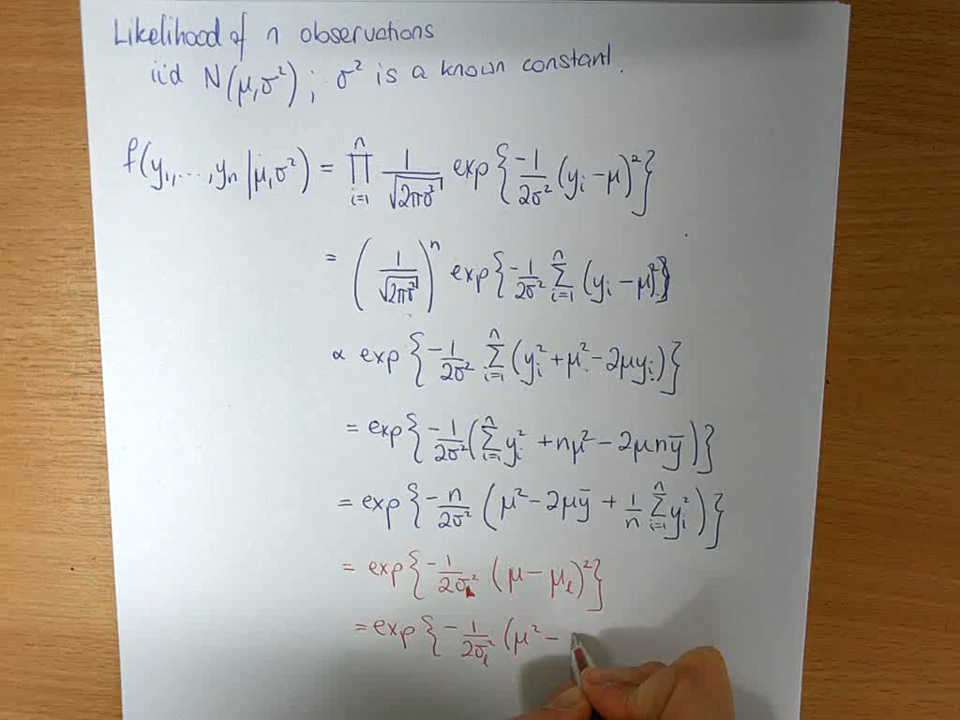 Likelihood of n observations
iid N(μ, σ²) ; σ² is a known constant.
f(y₁,...,yₙ | μ, σ²) = ∏ᵢ₌₁ⁿ 1/√(2πσ²) exp{-1/2σ² (yᵢ - μ)²}
= (1/√(2πσ²))ⁿ exp{-1/2σ² ∑ᵢ₌₁ⁿ (yᵢ - μ)²}
∝ exp{-1/2σ² ∑ᵢ₌₁ⁿ (yᵢ² + μ² - 2μyᵢ)}
= exp{-1/2σ² (∑ᵢ₌₁ⁿ yᵢ² + nμ² - 2μnȳ)}
= exp{-n/2σ² (μ² - 2μȳ + 1/n ∑ᵢ₌₁ⁿ yᵢ²)}
= exp{-1/2σₗ² (μ - μₗ)²}
= exp{-1/2σₗ² (μ² -